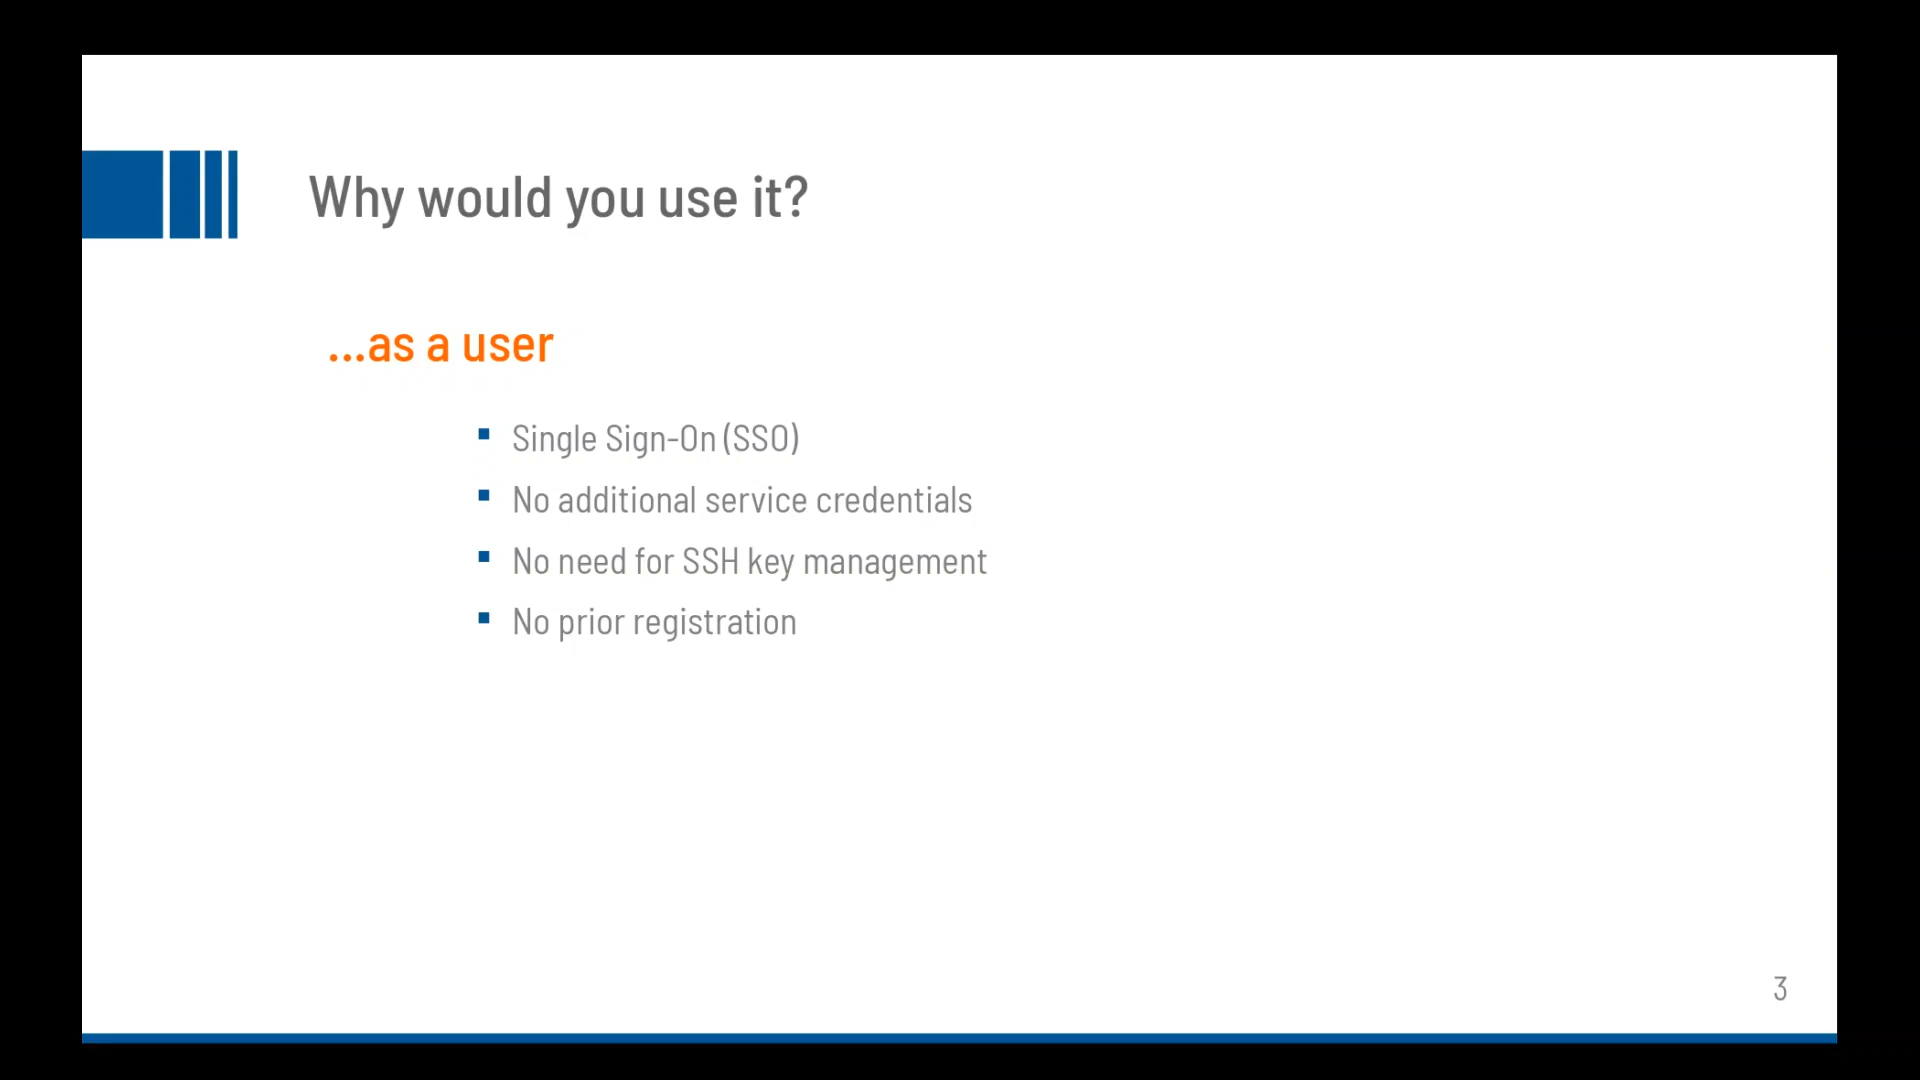 Why would you use it?
...as a user
Single Sign-On (SSO)
No additional service credentials
No need for SSH key management
No prior registration
3